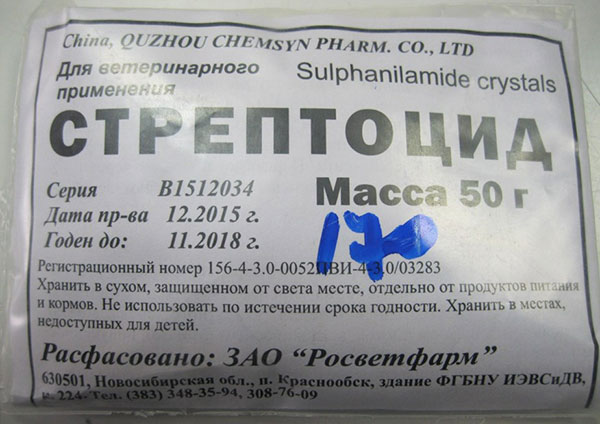 China, QUZHOU CHEMSYN PHARM. CO., LTD
Для ветеринарного применения
Sulphanilamide crystals
СТРЕПТОЦИД
Серия B1512034
Масса 50 г
Дата пр-ва 12.2015 г.
Годен до: 11.2018 г.
170
Регистрационный номер 156-4-3.0-0052ЦВИ-4-3.0/03283
Хранить в сухом, защищенном от света месте, отдельно от продуктов питания
и кормов. Не использовать по истечении срока годности. Хранить в местах,
недоступных для детей.
Расфасовано: ЗАО “Росветфарм”
630501, Новосибирская обл., п. Краснообск, здание ФГБНУ ИЭВСиДВ,
к. 224. Тел. (383) 348-35-94, 308-76-09